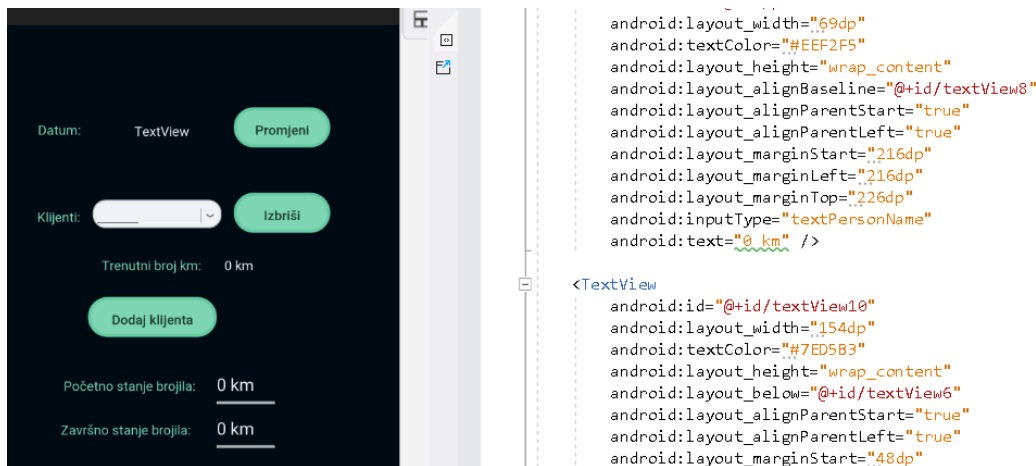 Datum:
TextView
Promjeni
Klijenti:
Izbriši
Trenutni broj km:
0 km
Dodaj klijenta
Početno stanje brojila:
0 km
Završno stanje brojila:
0 km
android:layout_width="69dp"
android:textColor="#EEF2F5"
android:layout_height="wrap_content"
android:layout_alignBaseline="@+id/textView8"
android:layout_alignParentStart="true"
android:layout_alignParentLeft="true"
android:layout_marginStart="216dp"
android:layout_marginLeft="216dp"
android:layout_marginTop="226dp"
android:inputType="textPersonName"
android:text="0 km" />
<TextView
android:id="@+id/textView10"
android:layout_width="154dp"
android:textColor="#7ED5B3"
android:layout_height="wrap_content"
android:layout_below="@+id/textView6"
android:layout_alignParentStart="true"
android:layout_alignParentLeft="true"
android:layout_marginStart="48dp"